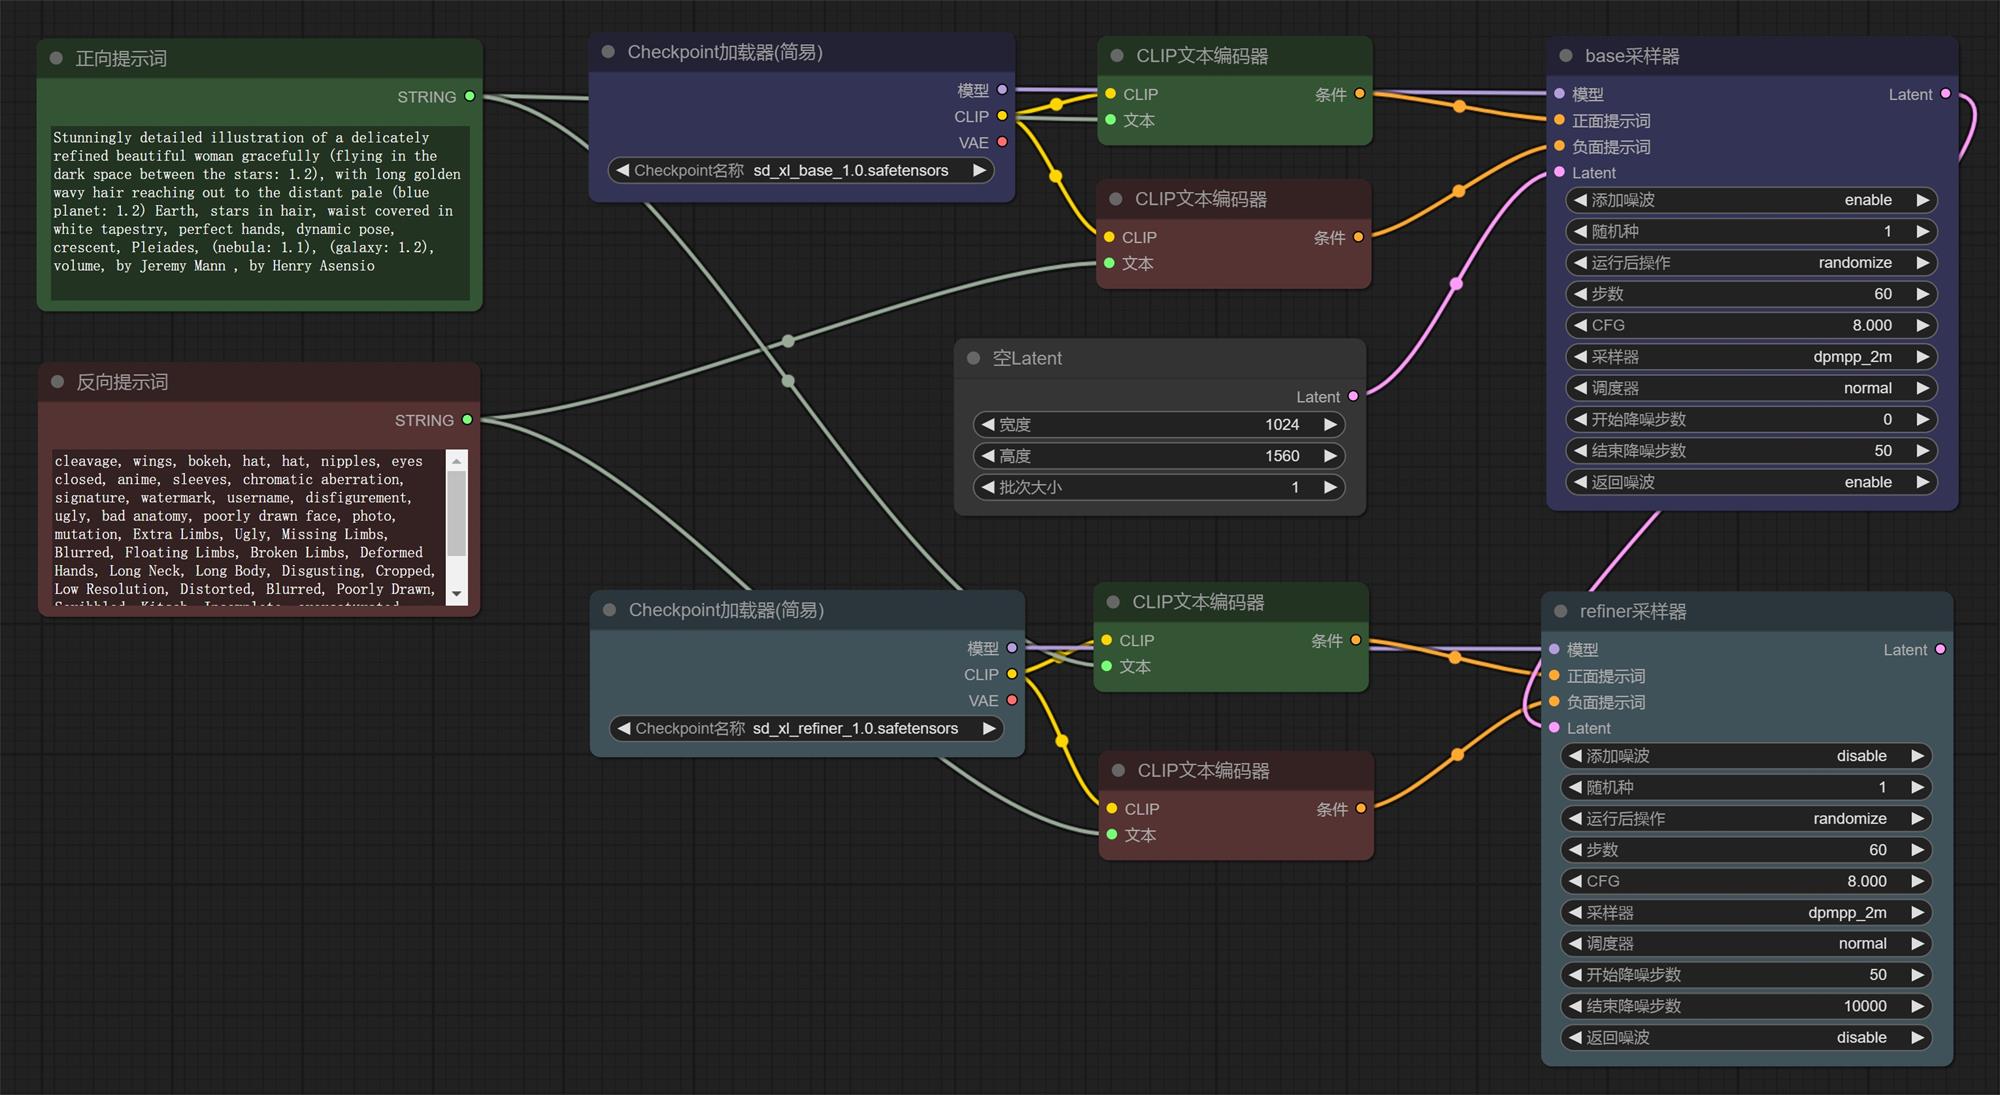 正向提示词
STRING
Stunningly detailed illustration of a delicately
refined beautiful woman gracefully (flying in the
dark space between the stars: 1.2), with long golden
wavy hair reaching out to the distant pale (blue
planet: 1.2) Earth, stars in hair, waist covered in
white tapestry, perfect hands, dynamic pose,
crescent, Pleiades, (nebula: 1.1), (galaxy: 1.2),
volume, by Jeremy Mann , by Henry Asensio
反向提示词
STRING
cleavage, wings, bokeh, hat, hat, nipples, eyes
closed, anime, sleeves, chromatic aberration,
signature, watermark, username, disfigurement,
ugly, bad anatomy, poorly drawn face, photo,
mutation, Extra Limbs, Ugly, Missing Limbs,
Blurred, Floating Limbs, Broken Limbs, Deformed
Hands, Long Neck, Long Body, Disgusting, Cropped,
Low Resolution, Distorted, Blurred, Poorly Drawn,
Checkpoint加载器(简易)
模型
CLIP
VAE
Checkpoint名称 sd_xl_base_1.0.safetensors
CLIP文本编码器
CLIP 条件
文本
CLIP文本编码器
CLIP 条件
文本
空Latent
Latent
宽度 1024
高度 1560
批次大小 1
base采样器
模型 Latent
正面提示词
负面提示词
Latent
添加噪波 enable
随机种 1
运行后操作 randomize
步数 60
CFG 8.000
采样器 dpmpp_2m
调度器 normal
开始降噪步数 0
结束降噪步数 50
返回噪波 enable
Checkpoint加载器(简易)
模型
CLIP
VAE
Checkpoint名称 sd_xl_refiner_1.0.safetensors
CLIP文本编码器
CLIP 条件
文本
CLIP文本编码器
CLIP 条件
文本
refiner采样器
模型 Latent
正面提示词
负面提示词
Latent
添加噪波 disable
随机种 1
运行后操作 randomize
步数 60
CFG 8.000
采样器 dpmpp_2m
调度器 normal
开始降噪步数 50
结束降噪步数 10000
返回噪波 disable